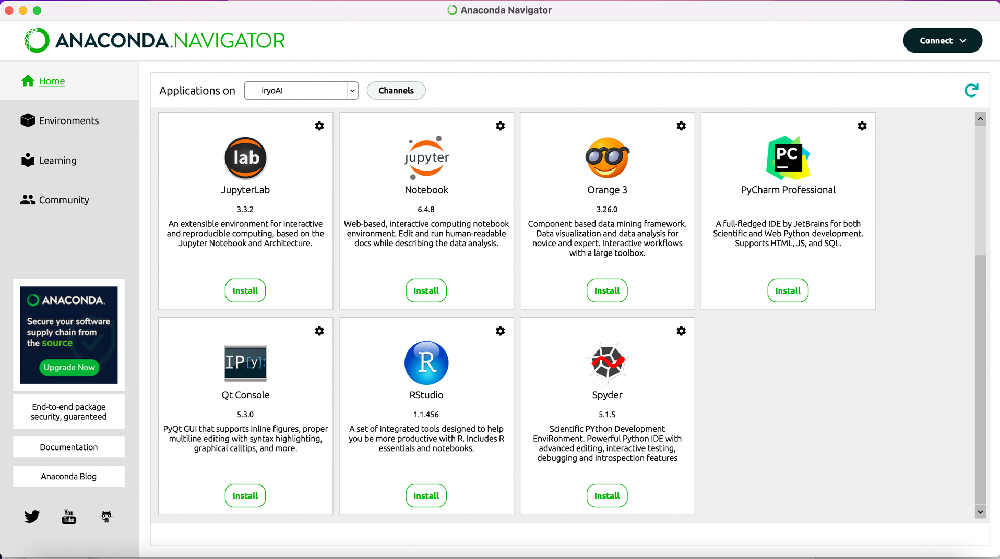 Anaconda Navigator
ANACONDA.NAVIGATOR
Connect
Home
Environments
Learning
Community
ANACONDA.
Secure your software
supply chain from
the source
Upgrade Now
End-to-end package
security, guaranteed
Documentation
Anaconda Blog
You
Tube
Applications on
iryoAI
Channels
lab
JupyterLab
3.3.2
An extensible environment for interactive
and reproducible computing, based on the
Jupyter Notebook and Architecture.
Install
jupyter
Notebook
6.4.8
Web-based, interactive computing notebook
environment. Edit and run human-readable
docs while describing the data analysis.
Install
Orange 3
3.26.0
Component based data mining framework.
Data visualization and data analysis for
novice and expert. Interactive workflows
with a large toolbox.
Install
PC
PyCharm Professional
A full-fledged IDE by JetBrains for both
Scientific and Web Python development.
Supports HTML, JS, and SQL.
Install
IP[y]:
Qt Console
5.3.0
PyQt GUI that supports inline figures, proper
multiline editing with syntax highlighting,
graphical calltips, and more.
Install
R
RStudio
1.1.456
A set of integrated tools designed to help
you be more productive with R. Includes R
essentials and notebooks.
Install
Spyder
5.1.5
Scientific PYthon Development
EnviRonment. Powerful Python IDE with
advanced editing, interactive testing,
debugging and introspection features
Install